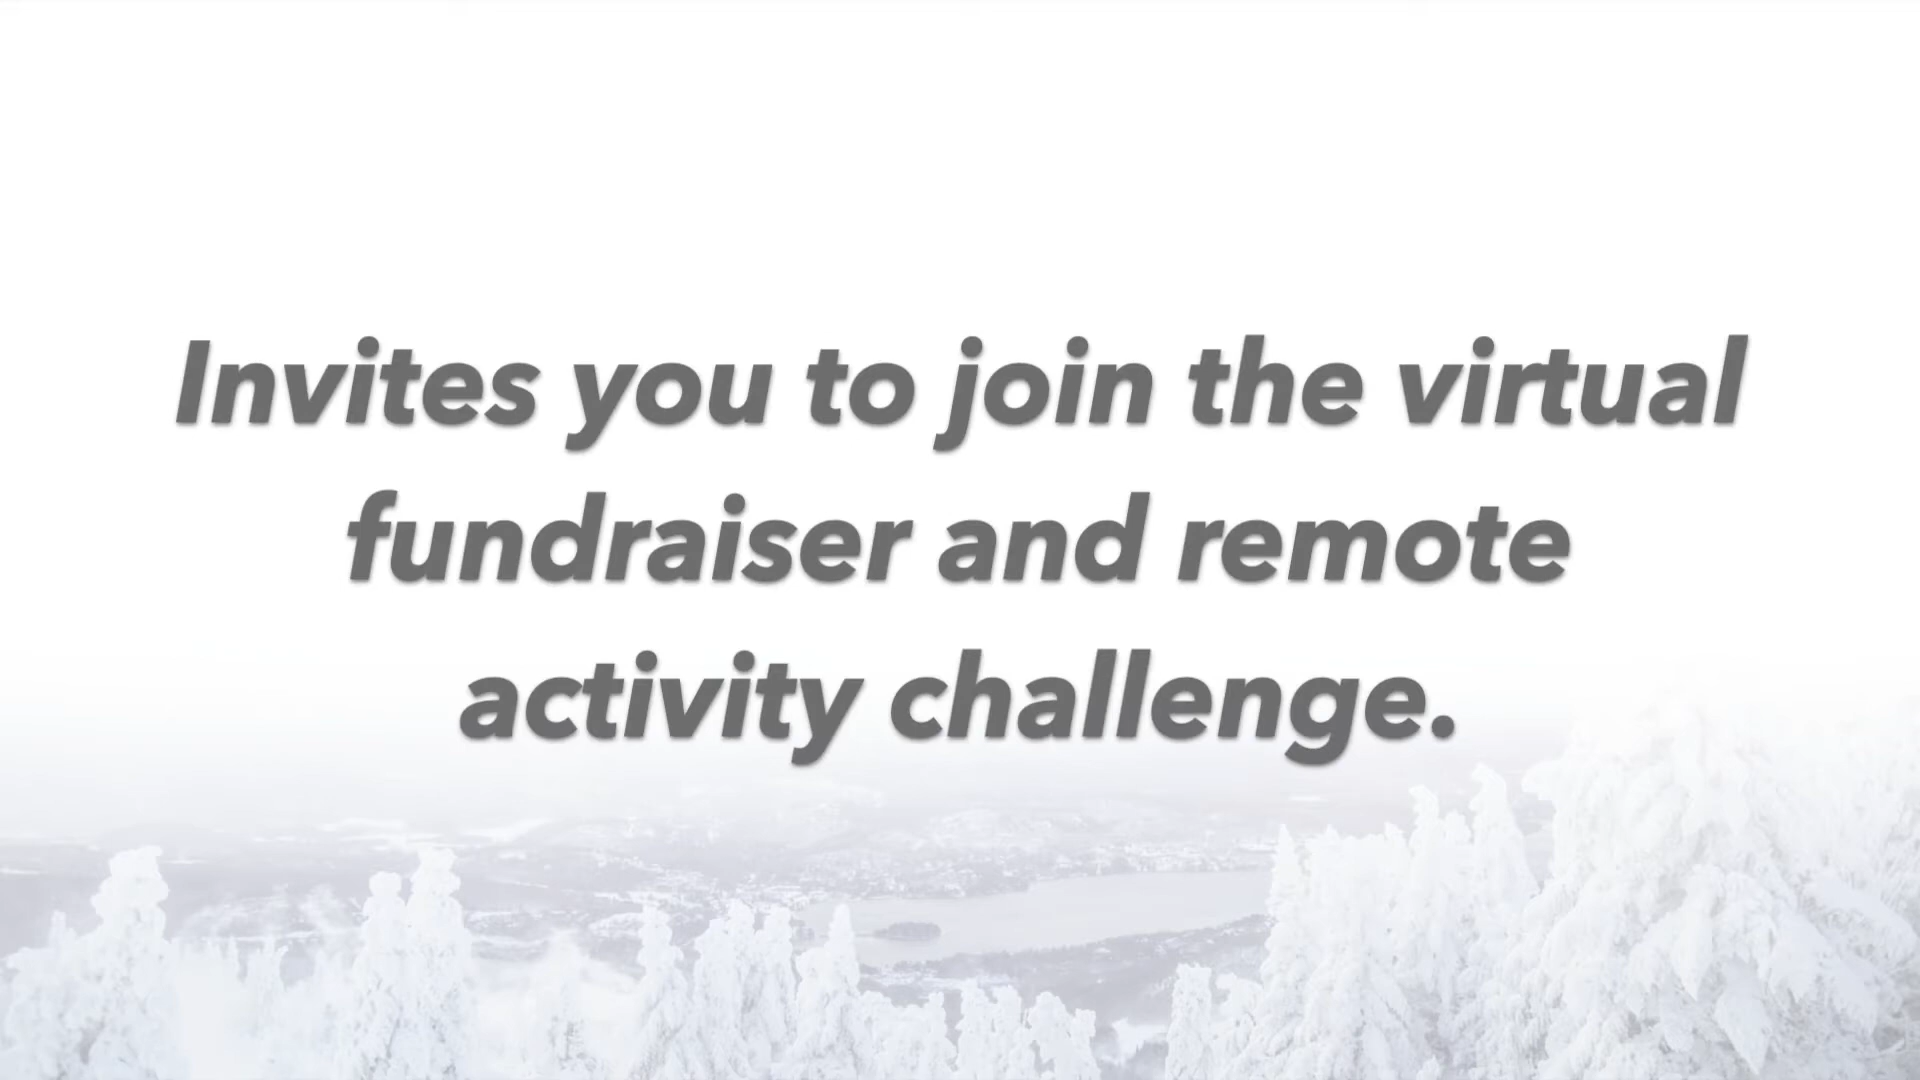 Invites you to join the virtual
fundraiser and remote
activity challenge.